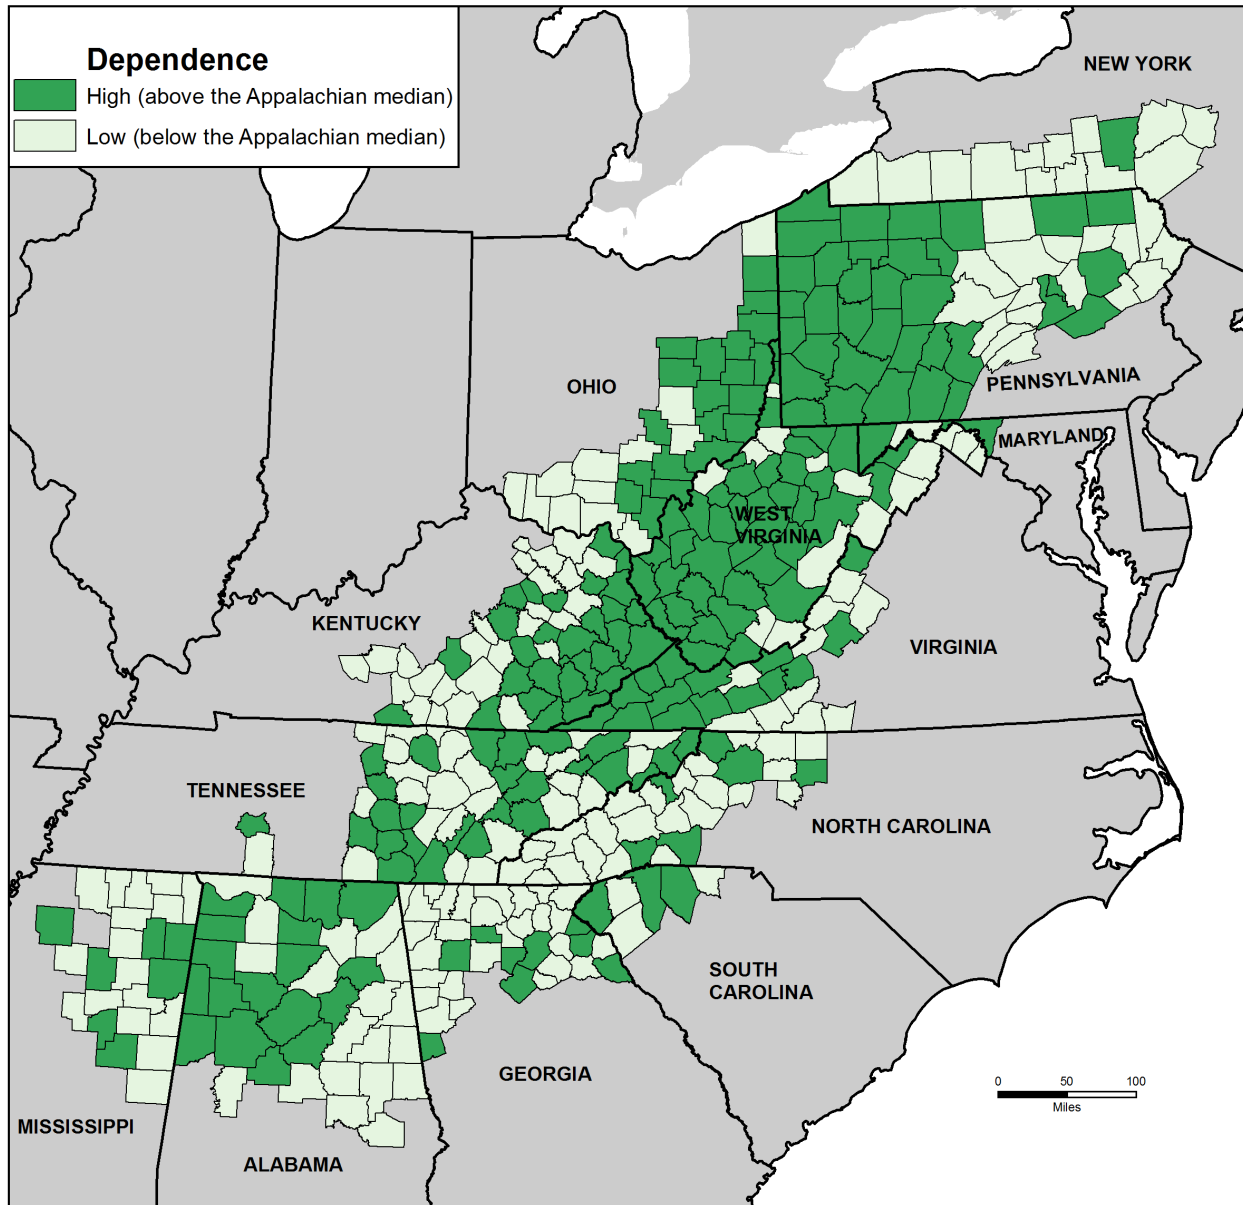 Dependence
High (above the Appalachian median)
Low (below the Appalachian median)
NEW YORK
OHIO
PENNSYLVANIA
MARYLAND
WEST
VIRGINIA
KENTUCKY
VIRGINIA
TENNESSEE
NORTH CAROLINA
SOUTH
CAROLINA
GEORGIA
0 50 100
Miles
MISSISSIPPI
ALABAMA